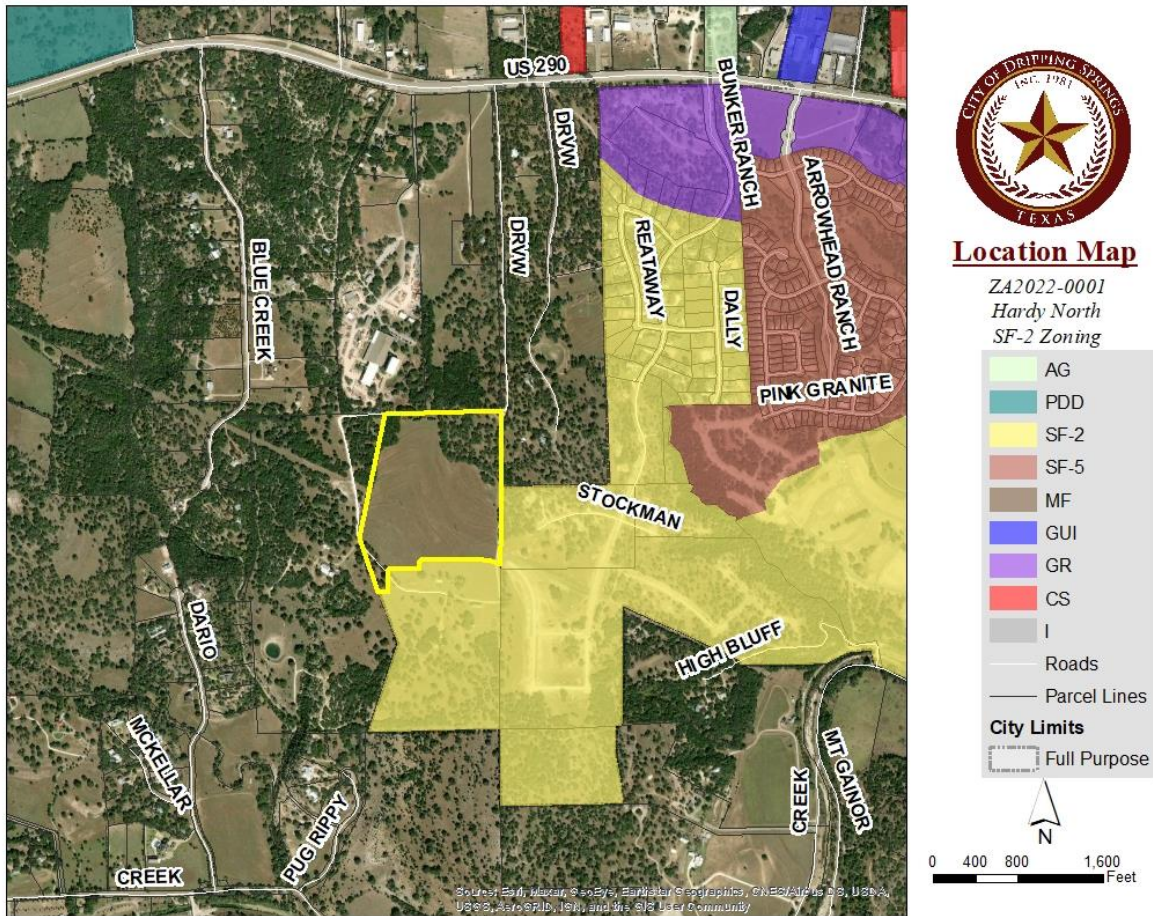 US 290
BUNKER RANCH
DRVW
DRVW
ARROWHEAD RANCH
REATAWAY
DALLY
BLUE CREEK
PINK GRANITE
STOCKMAN
HIGH BLUFF
DARIO
MCKELLAR
PUG RIPPY
CREEK
CREEK
MT GAINOR
Source: Esri, Maxar, GeoEye, Earthstar Geographics, CNES/Airbus DS, USDA,
USGS, AeroGRID, IGN, and the GIS User Community
CITY OF DRIPPING SPRINGS
INC. 1981
TEXAS
Location Map
ZA2022-0001
Hardy North
SF-2 Zoning
AG
PDD
SF-2
SF-5
MF
GUI
GR
CS
I
Roads
Parcel Lines
City Limits
Full Purpose
N
0 400 800 1,600
Feet